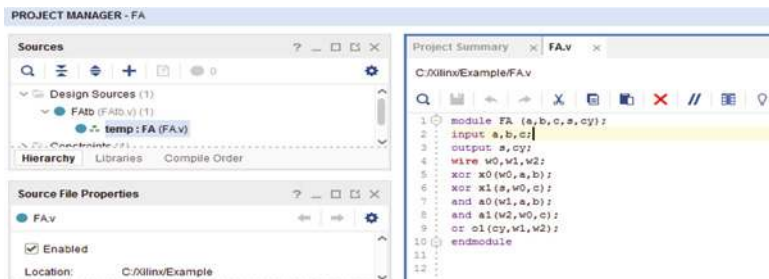 PROJECT MANAGER - FA
Sources
? _ □ X
0
Design Sources (1)
FAtb (FAtb.v) (1)
temp : FA (FA.v)
Constraints
Hierarchy Libraries Compile Order
Source File Properties
FA.v
Enabled
Location: C:/Xilinx/Example
Project Summary × FA.v ×
C:/Xilinx/Example/FA.v
1 module FA (a,b,c,s,cy);
2 input a,b,c;
3 output s,cy;
4 wire w0,w1,w2;
5 xor x0(w0,a,b);
6 xor x1(s,w0,c);
7 and a0(w1,a,b);
8 and a1(w2,w0,c);
9 or o1(cy,w1,w2);
10 endmodule
11
12